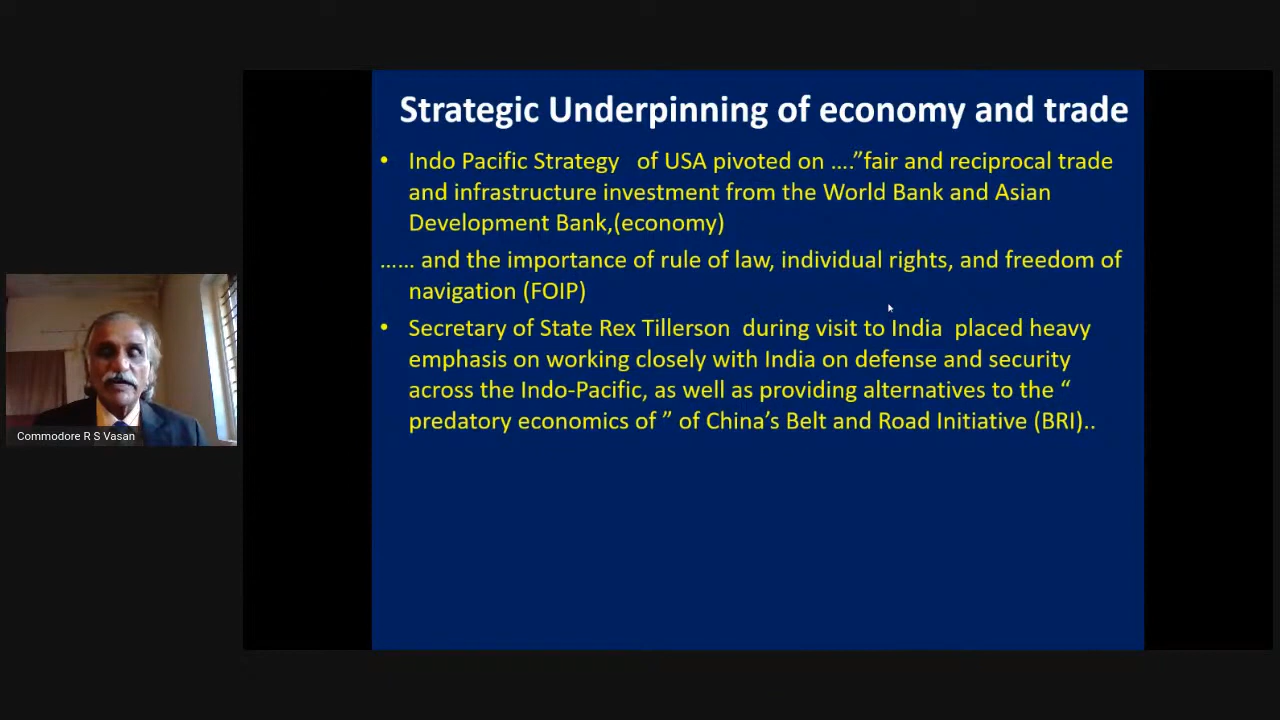 Strategic Underpinning of economy and trade
• Indo Pacific Strategy of USA pivoted on ….”fair and reciprocal trade
and infrastructure investment from the World Bank and Asian
Development Bank,(economy)
…… and the importance of rule of law, individual rights, and freedom of
navigation (FOIP)
• Secretary of State Rex Tillerson during visit to India placed heavy
emphasis on working closely with India on defense and security
across the Indo-Pacific, as well as providing alternatives to the “
predatory economics of ” of China’s Belt and Road Initiative (BRI)..
Commodore R S Vasan